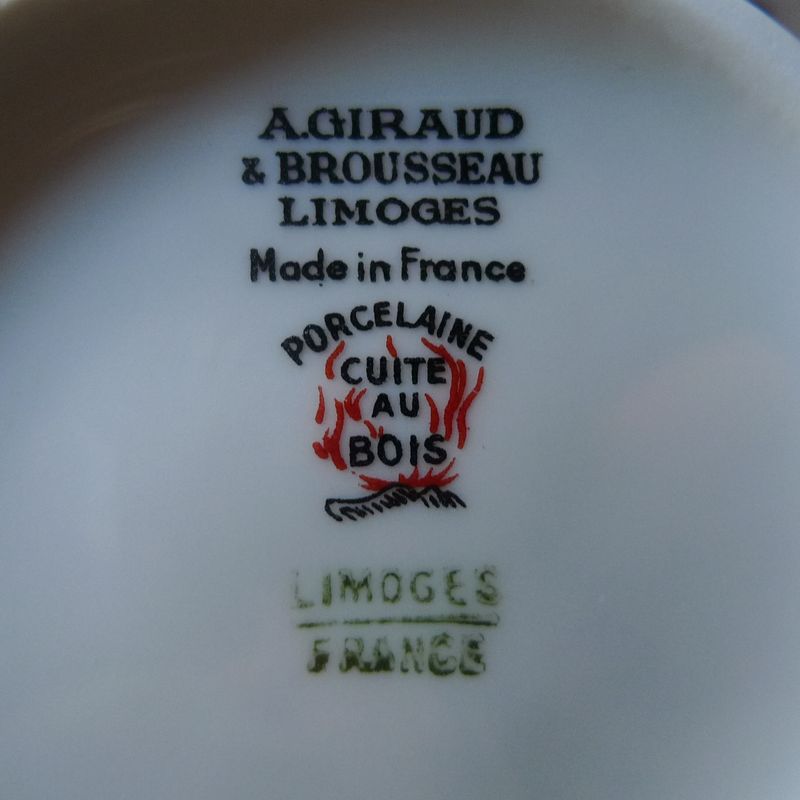 A.GIRAUD
& BROUSSEAU
LIMOGES
Made in France
PORCELAINE
CUITE
AU
BOIS
LIMOGES
FRANCE